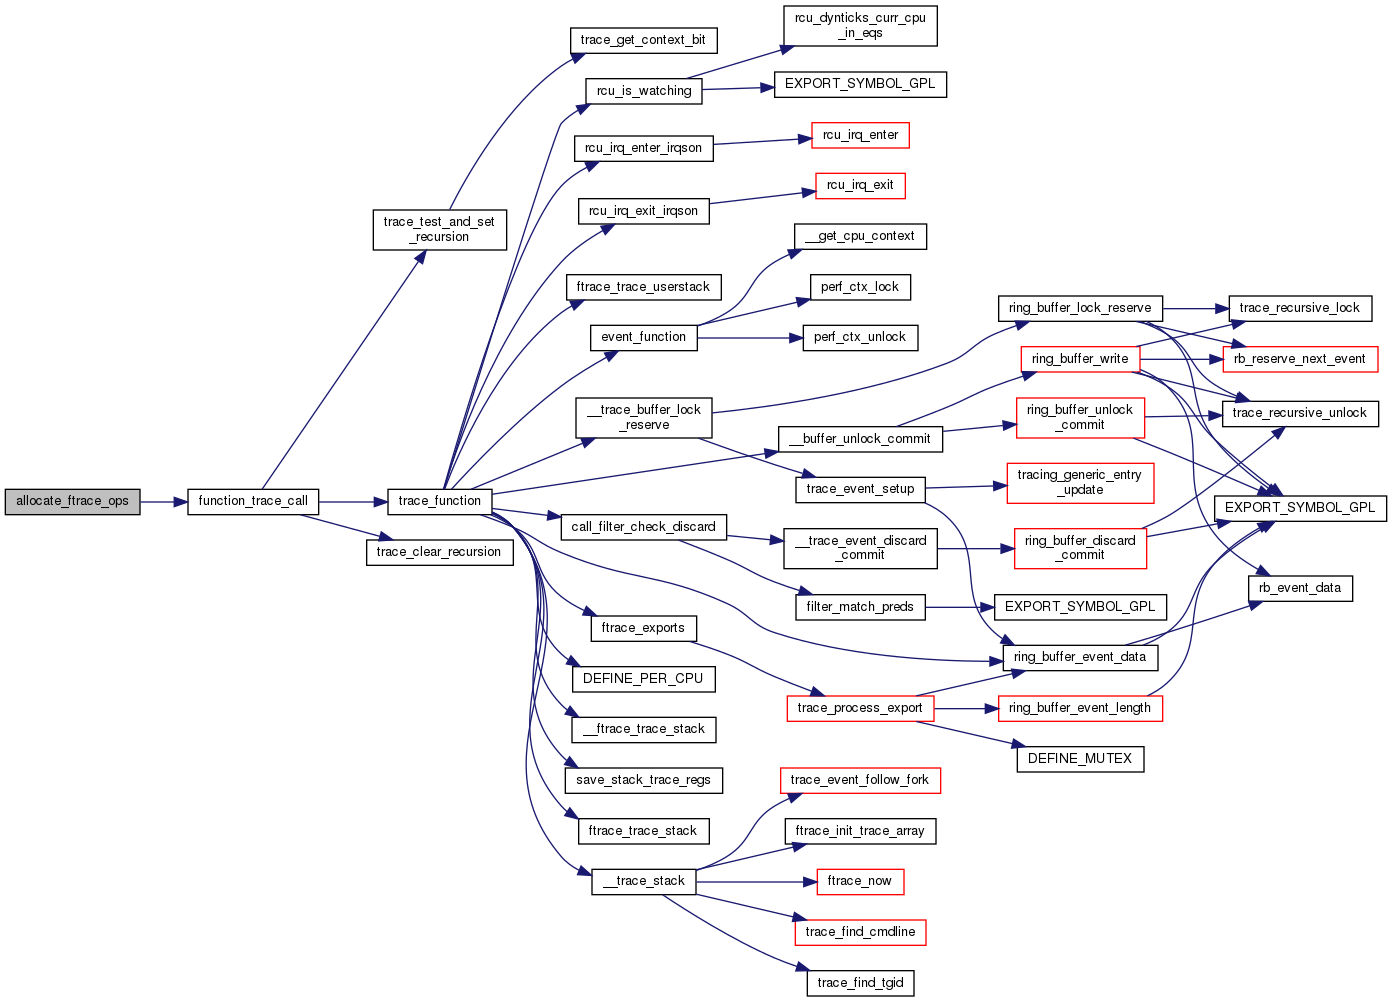 trace_get_context_bit
rcu_dynticks_curr_cpu
_in_eqs
rcu_is_watching
EXPORT_SYMBOL_GPL
rcu_irq_enter_irqson
rcu_irq_enter
rcu_irq_exit
rcu_irq_exit_irqson
trace_test_and_set
_recursion
__get_cpu_context
ftrace_trace_userstack
perf_ctx_lock
event_function
perf_ctx_unlock
ring_buffer_lock_reserve
trace_recursive_lock
ring_buffer_write
rb_reserve_next_event
__trace_buffer_lock
_reserve
ring_buffer_unlock
_commit
trace_recursive_unlock
__buffer_unlock_commit
allocate_ftrace_ops
function_trace_call
trace_function
trace_event_setup
tracing_generic_entry
_update
EXPORT_SYMBOL_GPL
call_filter_check_discard
trace_clear_recursion
__trace_event_discard
_commit
ring_buffer_discard
_commit
rb_event_data
filter_match_preds
EXPORT_SYMBOL_GPL
ftrace_exports
ring_buffer_event_data
DEFINE_PER_CPU
trace_process_export
ring_buffer_event_length
__ftrace_trace_stack
DEFINE_MUTEX
save_stack_trace_regs
trace_event_follow_fork
ftrace_trace_stack
ftrace_init_trace_array
__trace_stack
ftrace_now
trace_find_cmdline
trace_find_tgid